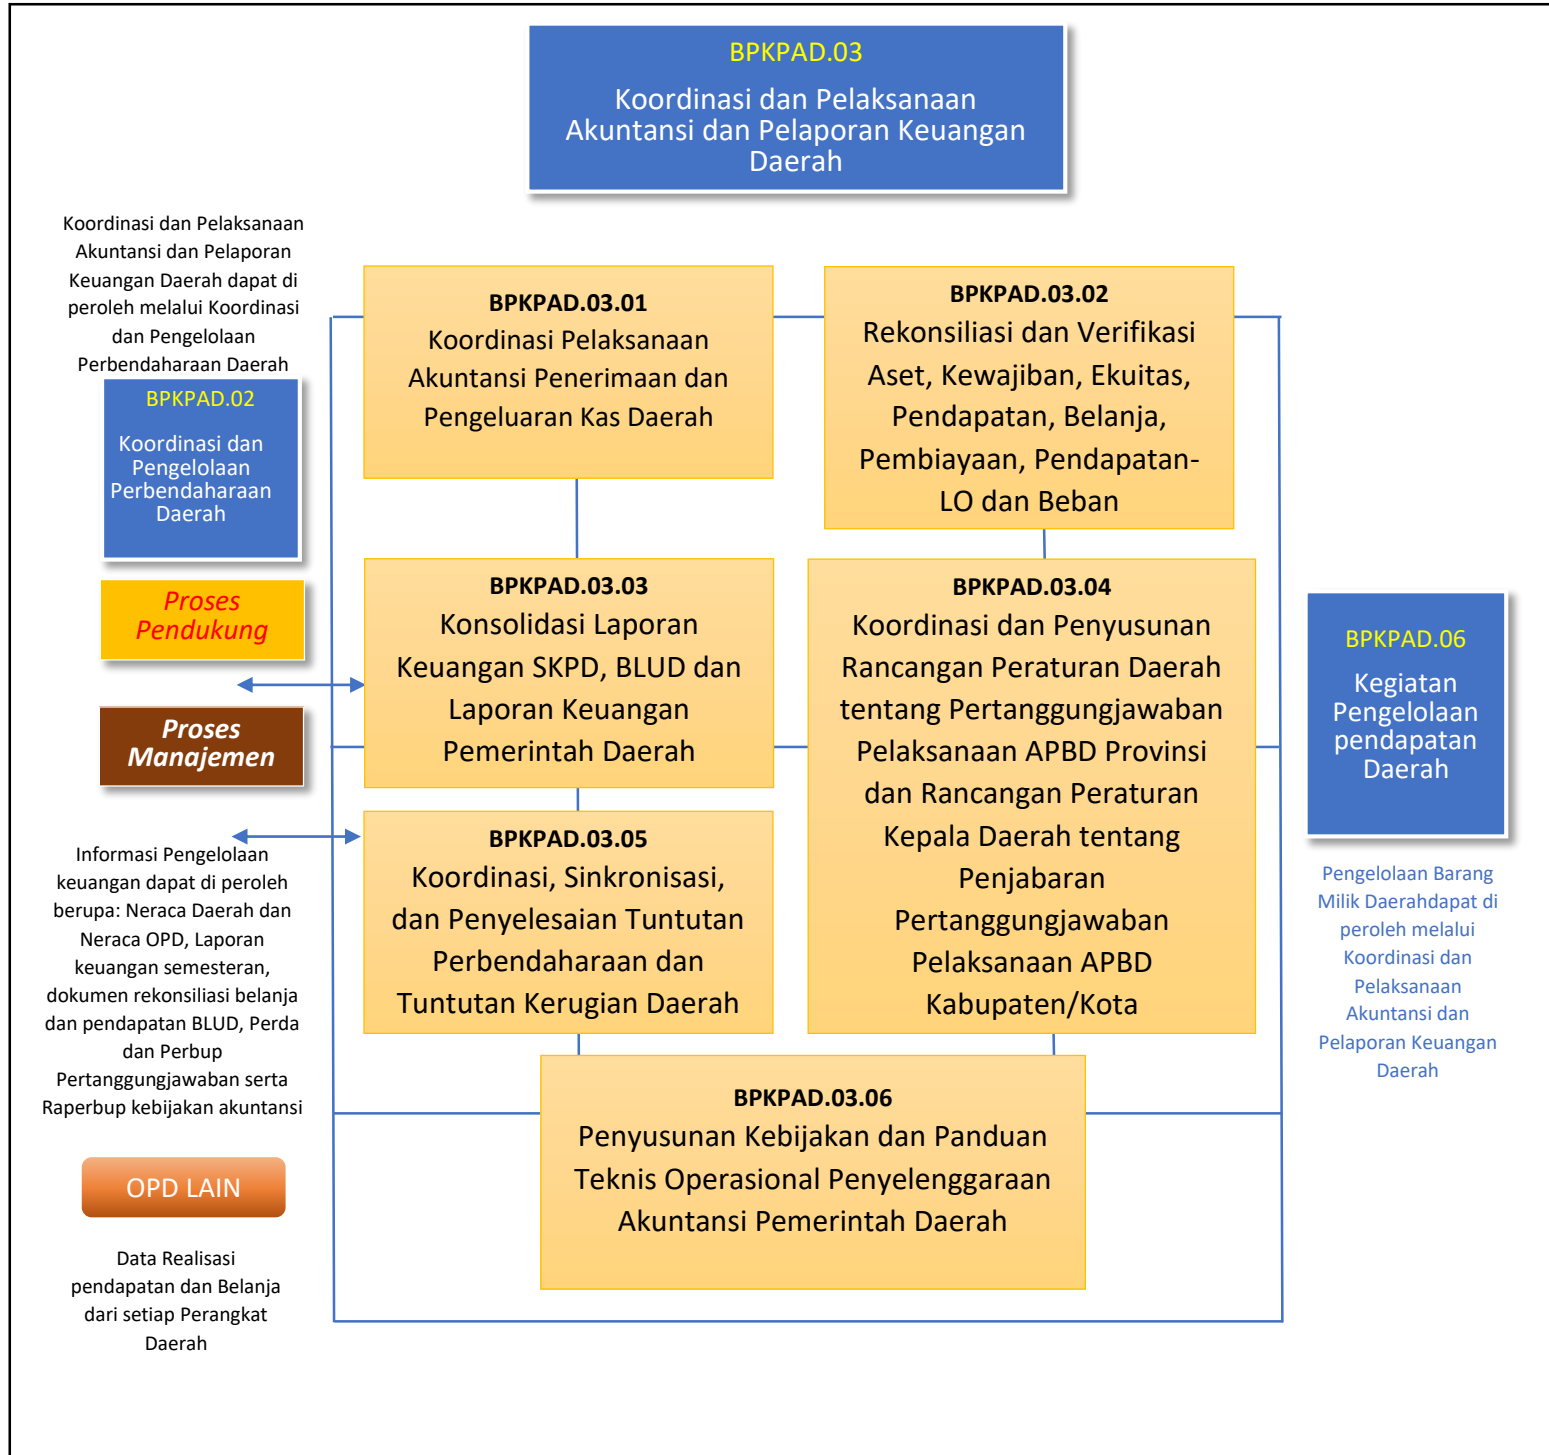 BPKPAD.03
Koordinasi dan Pelaksanaan
Akuntansi dan Pelaporan Keuangan
Daerah
Koordinasi dan Pelaksanaan
Akuntansi dan Pelaporan
Keuangan Daerah dapat di
peroleh melalui Koordinasi
dan Pengelolaan
Perbendaharaan Daerah
BPKPAD.02
Koordinasi dan
Pengelolaan
Perbendaharaan
Daerah
Proses
Pendukung
Proses
Manajemen
Informasi Pengelolaan
keuangan dapat di peroleh
berupa: Neraca Daerah dan
Neraca OPD, Laporan
keuangan semesteran,
dokumen rekonsiliasi belanja
dan pendapatan BLUD, Perda
dan Perbup
Pertanggungjawaban serta
Raperbup kebijakan akuntansi
OPD LAIN
Data Realisasi
pendapatan dan Belanja
dari setiap Perangkat
Daerah
BPKPAD.03.01
Koordinasi Pelaksanaan
Akuntansi Penerimaan dan
Pengeluaran Kas Daerah
BPKPAD.03.02
Rekonsiliasi dan Verifikasi
Aset, Kewajiban, Ekuitas,
Pendapatan, Belanja,
Pembiayaan, Pendapatan-
LO dan Beban
BPKPAD.03.03
Konsolidasi Laporan
Keuangan SKPD, BLUD dan
Laporan Keuangan
Pemerintah Daerah
BPKPAD.03.04
Koordinasi dan Penyusunan
Rancangan Peraturan Daerah
tentang Pertanggungjawaban
Pelaksanaan APBD Provinsi
dan Rancangan Peraturan
Kepala Daerah tentang
Penjabaran
Pertanggungjawaban
Pelaksanaan APBD
Kabupaten/Kota
BPKPAD.03.05
Koordinasi, Sinkronisasi,
dan Penyelesaian Tuntutan
Perbendaharaan dan
Tuntutan Kerugian Daerah
BPKPAD.03.06
Penyusunan Kebijakan dan Panduan
Teknis Operasional Penyelenggaraan
Akuntansi Pemerintah Daerah
BPKPAD.06
Kegiatan
Pengelolaan
pendapatan
Daerah
Pengelolaan Barang
Milik Daerahdapat di
peroleh melalui
Koordinasi dan
Pelaksanaan
Akuntansi dan
Pelaporan Keuangan
Daerah